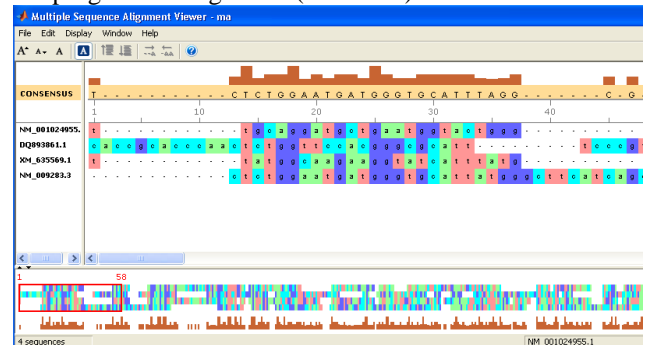 Multiple Sequence Alignment Viewer - ma
File Edit Display Window Help
A A A A
CONSENSUS T - - - - - - - - - - - C T C T G G A A T G A T G G G T G C A T T T A G G - - - - - - - C - G
1 10 20 30 40
NM_001024955. t - - - - - - - - - - - - t g c a g g a t g c t g a a t g g t a c t g g g - - - - - - - - - -
DQ893861.1 c a c c g c a c c c a a c t c t g g t t c c a c g g g c g c a t t - - - - - - - - - t c c c g
XM_635569.1 t - - - - - - - - - - - - t a t g g c a a g a a g g t a t c a t t t a t g - - - - - - - - - -
NM_009283.3 - - - - - - - - - - - - c t c t g g a a t g a t g g g t g c a t t a t g g g c t t c a t c a g
1 58
4 sequences NM_001024955.1